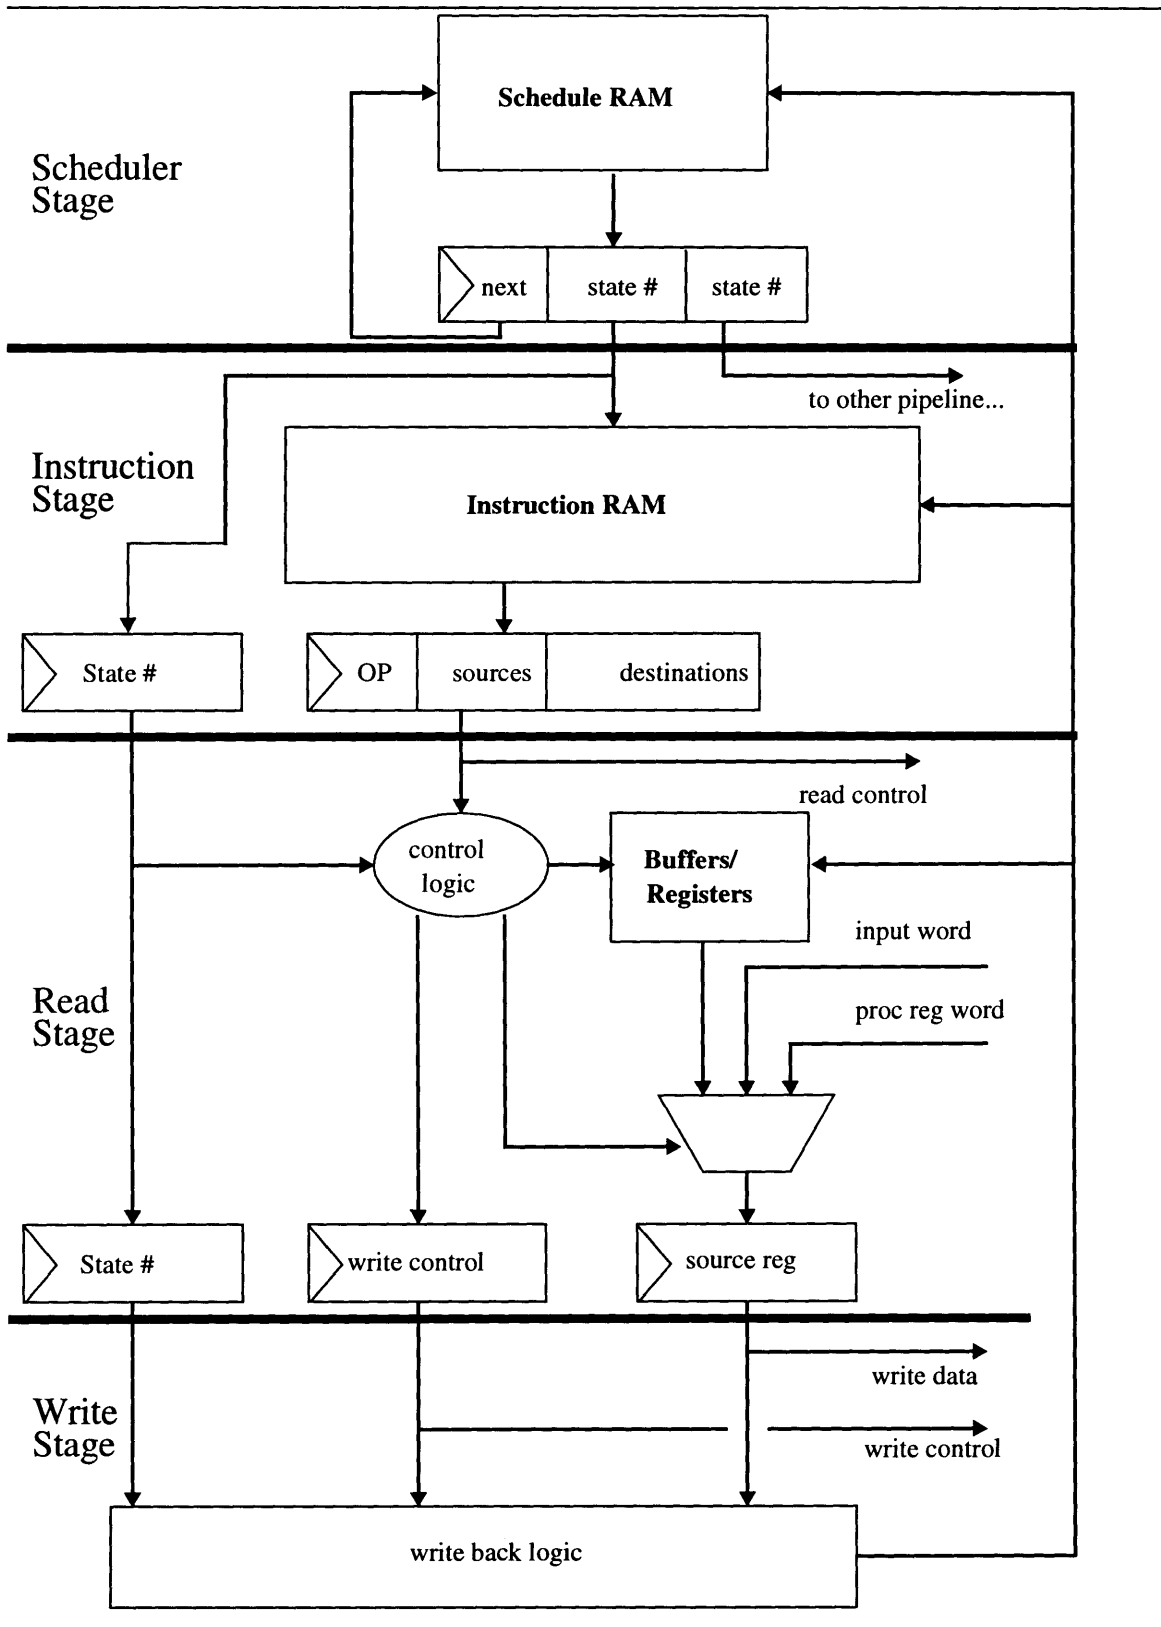 Schedule RAM
Scheduler
Stage
next
state #
state #
to other pipeline...
Instruction
Stage
Instruction RAM
State #
OP
sources
destinations
read control
control
logic
Buffers/
Registers
input word
proc reg word
Read
Stage
State #
write control
source reg
write data
Write
Stage
write control
write back logic